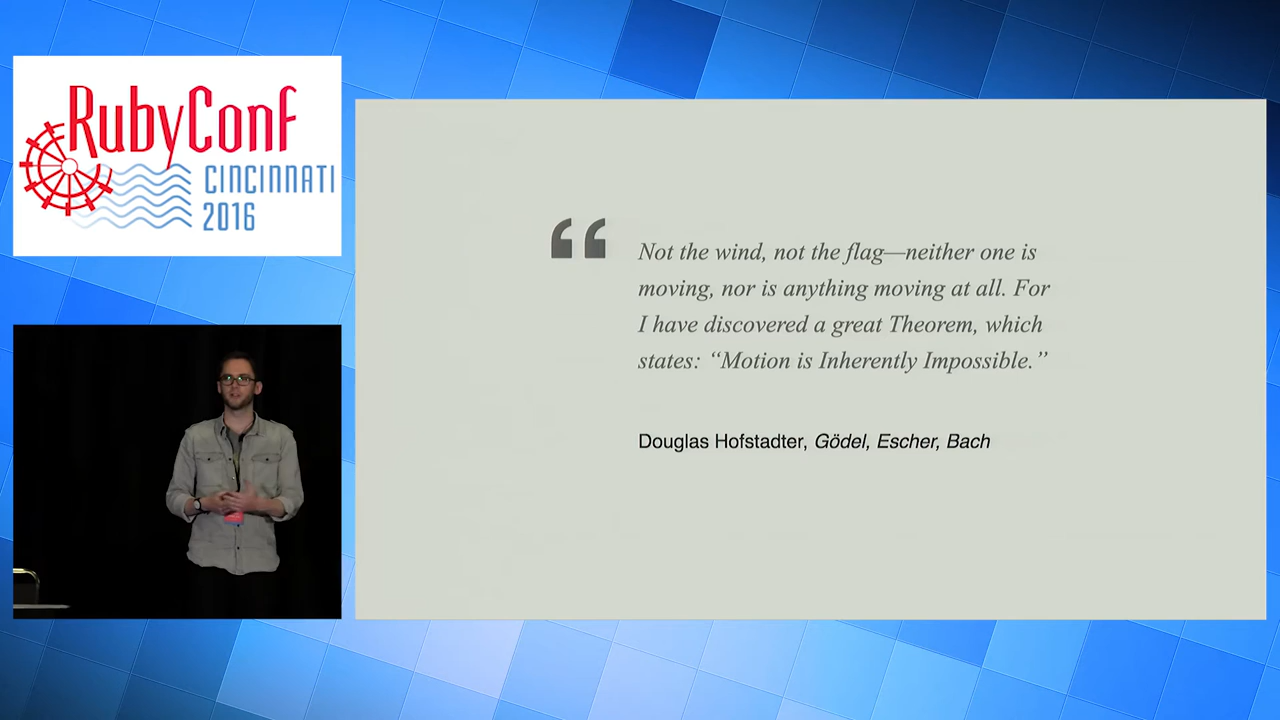 RubyConf
CINCINNATI
2016
“
Not the wind, not the flag—neither one is
moving, nor is anything moving at all. For
I have discovered a great Theorem, which
states: “Motion is Inherently Impossible.”
Douglas Hofstadter, Gödel, Escher, Bach